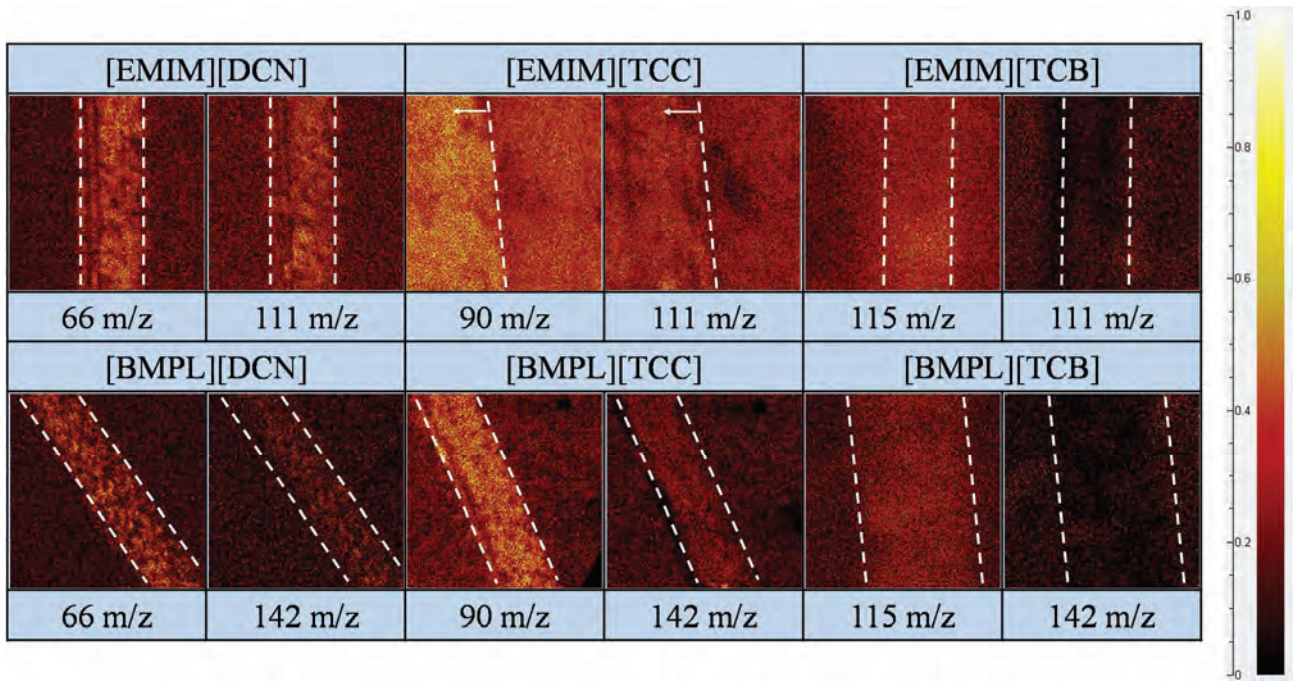 [EMIM][DCN] [EMIM][TCC] [EMIM][TCB]
66 m/z 111 m/z 90 m/z 111 m/z 115 m/z 111 m/z
[BMPL][DCN] [BMPL][TCC] [BMPL][TCB]
66 m/z 142 m/z 90 m/z 142 m/z 115 m/z 142 m/z
1.0
0.8
0.6
0.4
0.2
0